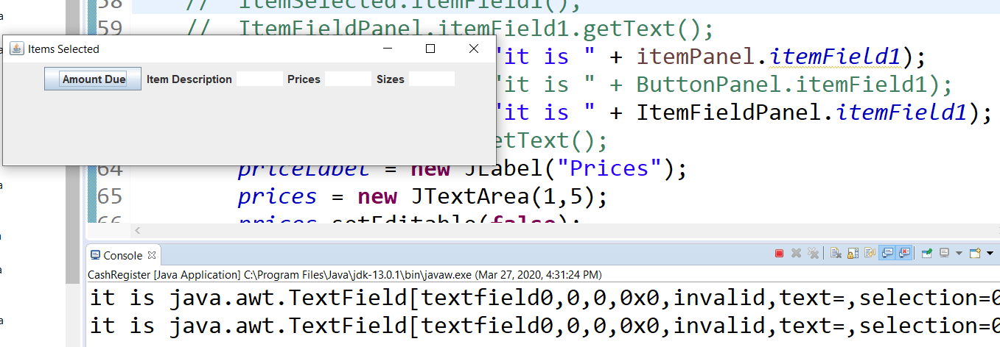 58 // ItemSelected.itemField1();
59 // ItemFieldPanel.itemField1.getText();
Items Selected
"it is " + itemPanel.itemField1);
Amount Due Item Description Prices Sizes
"it is " + ButtonPanel.itemField1);
"it is " + ItemFieldPanel.itemField1);
etText();
64 priceLabel = new JLabel("Prices");
65 prices = new JTextArea(1,5);
66 prices.setEditable(false);
Console
CashRegister [Java Application] C:\Program Files\Java\jdk-13.0.1\bin\javaw.exe (Mar 27, 2020, 4:31:24 PM)
it is java.awt.TextField[textfield0,0,0,0x0,invalid,text=,selection=0
it is java.awt.TextField[textfield0,0,0,0x0,invalid,text=,selection=0